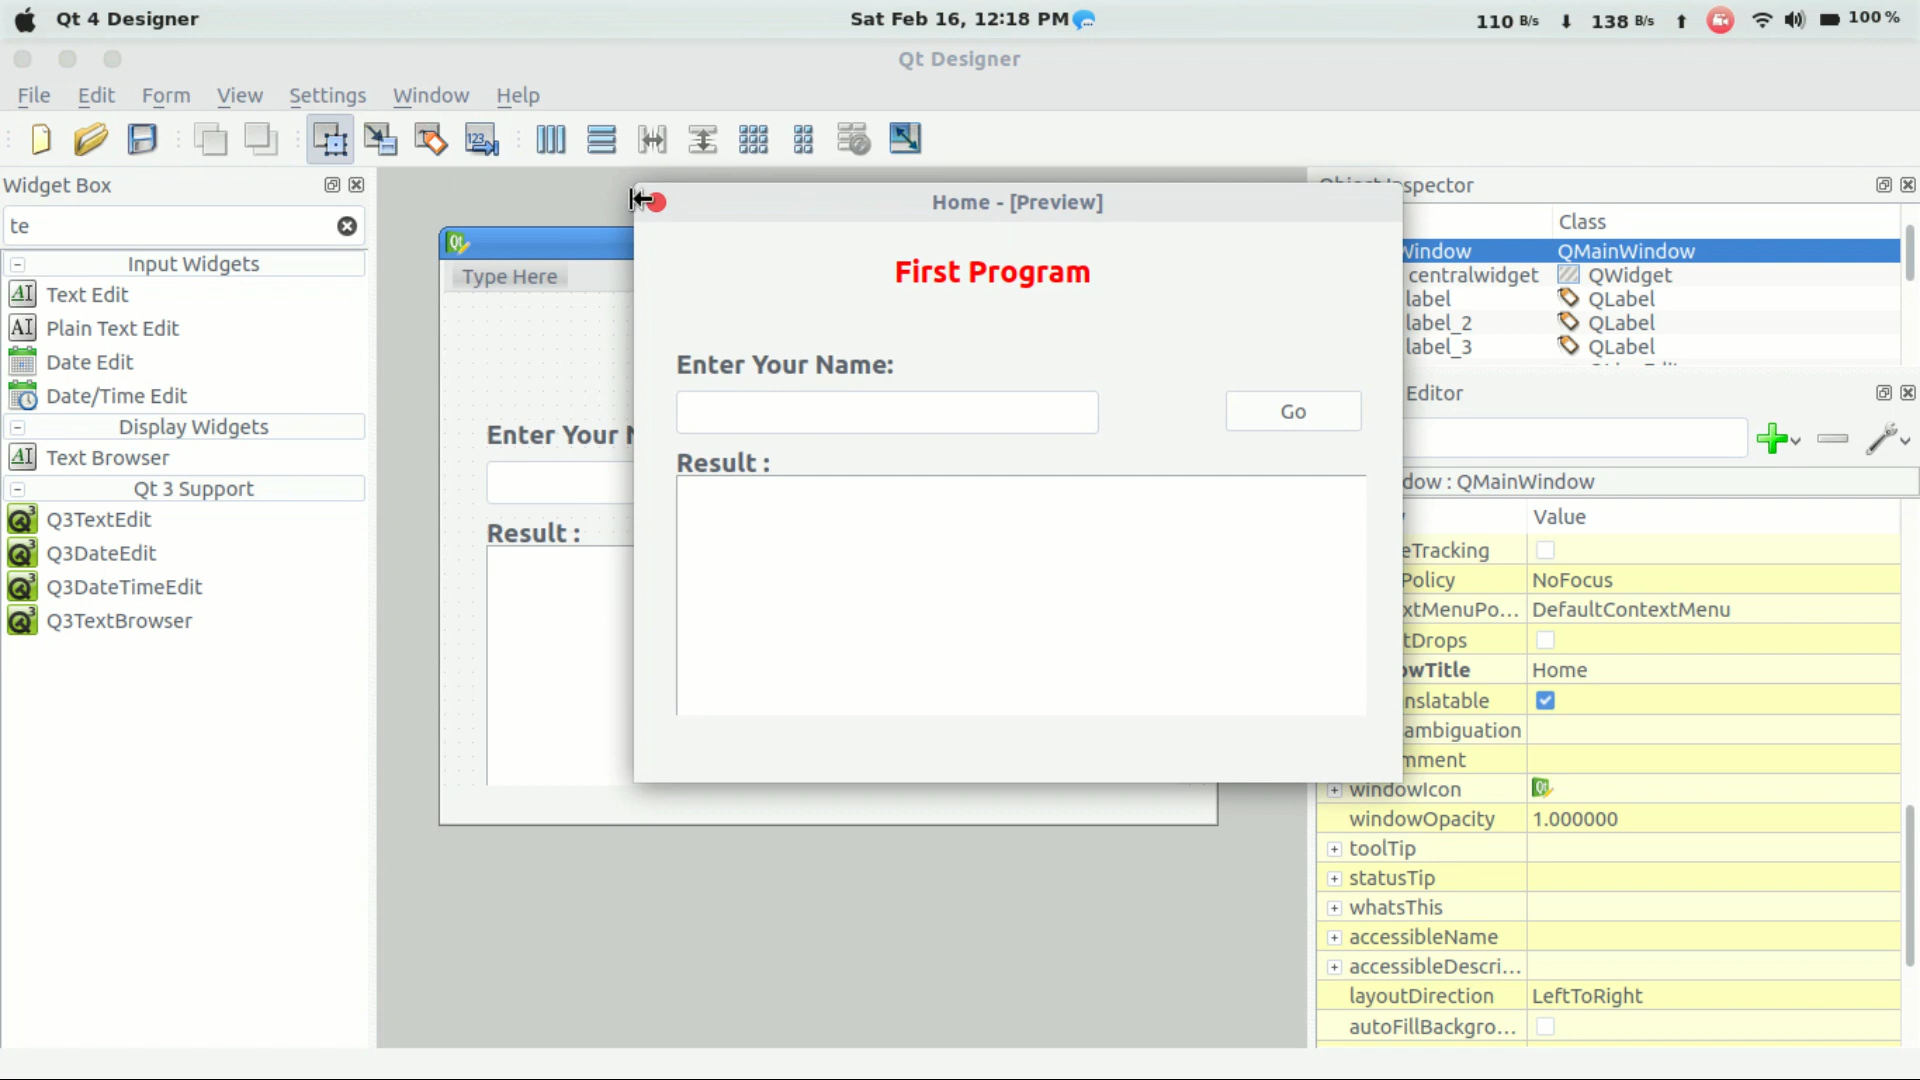 Qt 4 Designer
Sat Feb 16, 12:18 PM
110 B/s 138 B/s 100 %
Qt Designer
File Edit Form View Settings Window Help
Widget Box
te
Input Widgets
Text Edit
Plain Text Edit
Date Edit
Date/Time Edit
Display Widgets
Text Browser
Qt 3 Support
Q3TextEdit
Q3DateEdit
Q3DateTimeEdit
Q3TextBrowser
Type Here
Enter Your
Result :
Home - [Preview]
First Program
Enter Your Name:
Go
Result :
spector
Class
Window QMainWindow
centralwidget QWidget
label QLabel
label_2 QLabel
label_3 QLabel
Editor
dow : QMainWindow
Value
eTracking
Policy NoFocus
xtMenuPo... DefaultContextMenu
tDrops
owTitle Home
nslatable
ambiguation
mment
windowIcon
windowOpacity 1.000000
toolTip
statusTip
whatsThis
accessibleName
accessibleDescri...
layoutDirection LeftToRight
autoFillBackgro...